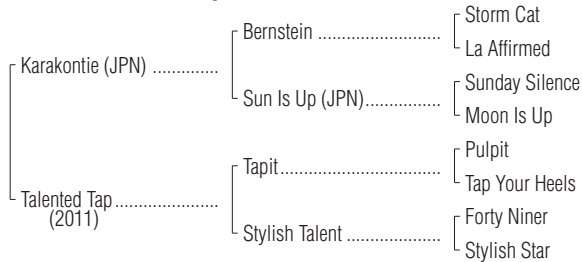 Storm Cat
Bernstein ..................
La Affirmed
Karakontie (JPN) .............
Sunday Silence
Sun Is Up (JPN)...............
Moon Is Up
Pulpit
Tapit.............................
Tap Your Heels
Talented Tap ....................
(2011)
Forty Niner
Stylish Talent ..............
Stylish Star